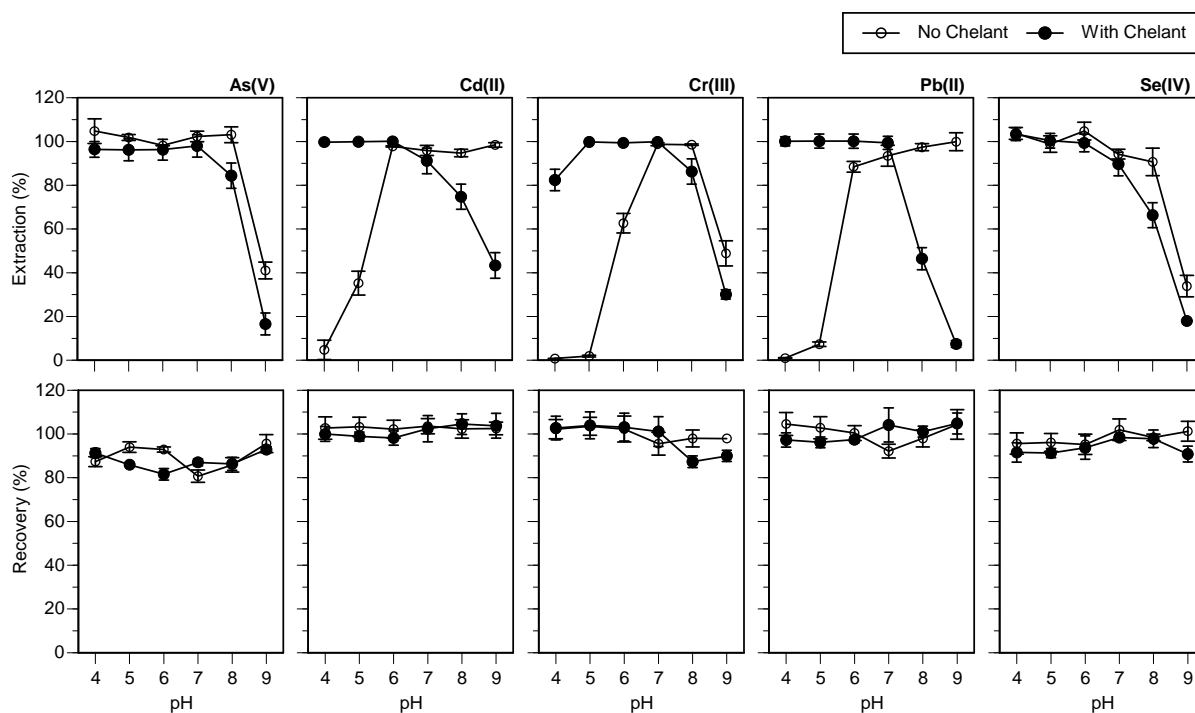 No Chelant With Chelant
As(V) Cd(II) Cr(III) Pb(II) Se(IV)
120
100
80
60
40
20
0
Extraction (%)
120
100
80
60
40
20
0
Recovery (%)
4 5 6 7 8 9 4 5 6 7 8 9 4 5 6 7 8 9 4 5 6 7 8 9 4 5 6 7 8 9
pH pH pH pH pH